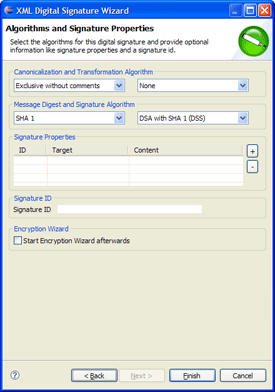 XML Digital Signature Wizard
Algorithms and Signature Properties
Select the algorithms for this digital signature and provide optional
information like signature properties and a signature id.
Canonicalization and Transformation Algorithm
Exclusive without comments None
Message Digest and Signature Algorithm
SHA 1 DSA with SHA 1 (DSS)
Signature Properties
ID Target Content
+
-
Signature ID
Signature ID
Encryption Wizard
Start Encryption Wizard afterwards
? < Back Next > Finish Cancel